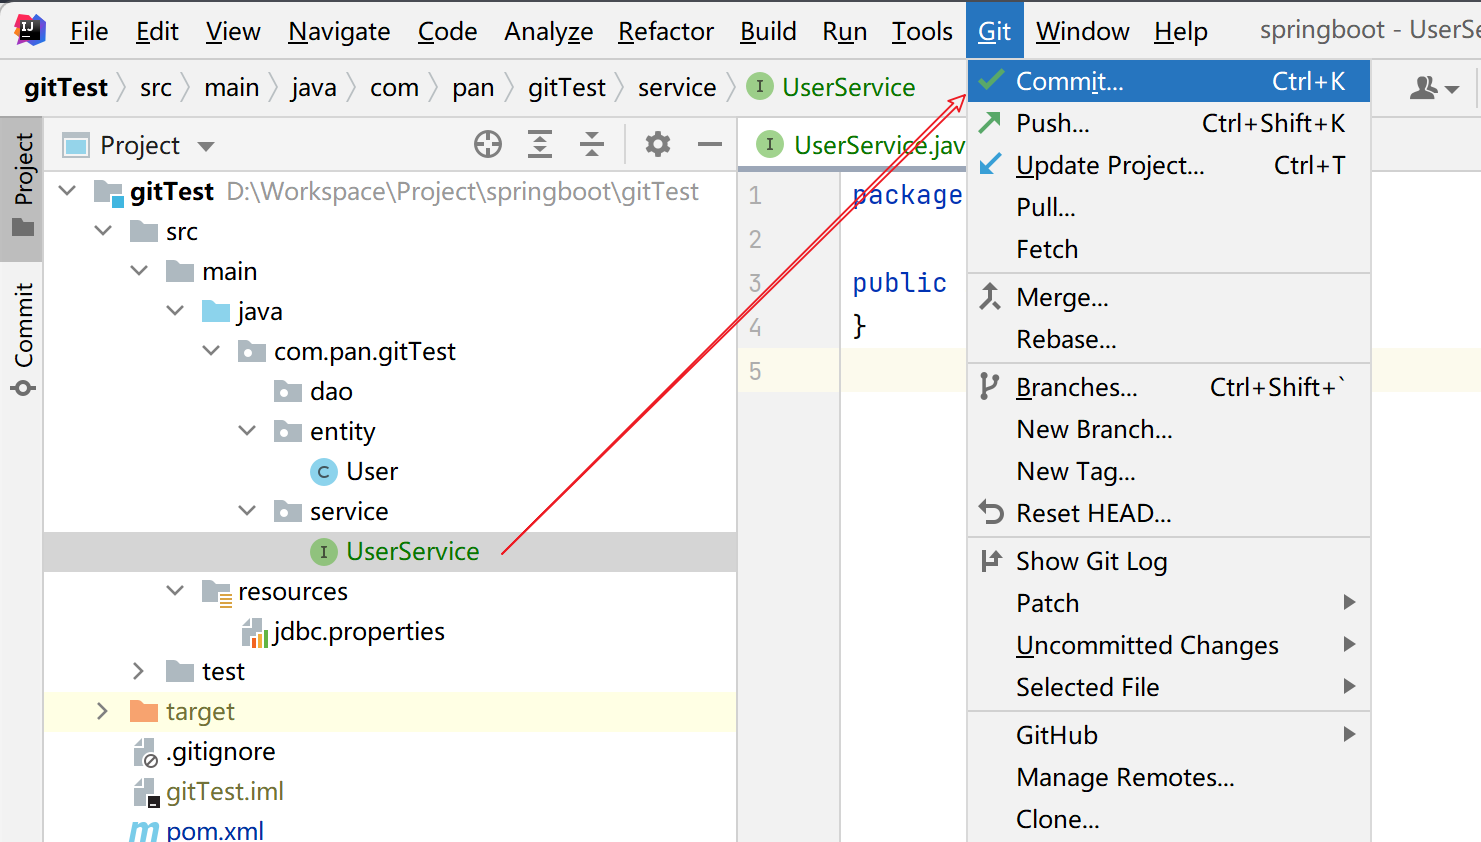 File Edit View Navigate Code Analyze Refactor Build Run Tools Git Window Help springboot - UserSe
gitTest src main java com pan gitTest service I UserService
Project
Commit
Project
gitTest D:\Workspace\Project\springboot\gitTest
src
main
java
com.pan.gitTest
dao
entity
C User
service
I UserService
resources
jdbc.properties
test
target
.gitignore
gitTest.iml
m pom.xml
I UserService.jav
1 package
2
3 public
4 }
5
Commit... Ctrl+K
Push... Ctrl+Shift+K
Update Project... Ctrl+T
Pull...
Fetch
Merge...
Rebase...
Branches... Ctrl+Shift+`
New Branch...
New Tag...
Reset HEAD...
Show Git Log
Patch
Uncommitted Changes
Selected File
GitHub
Manage Remotes...
Clone...